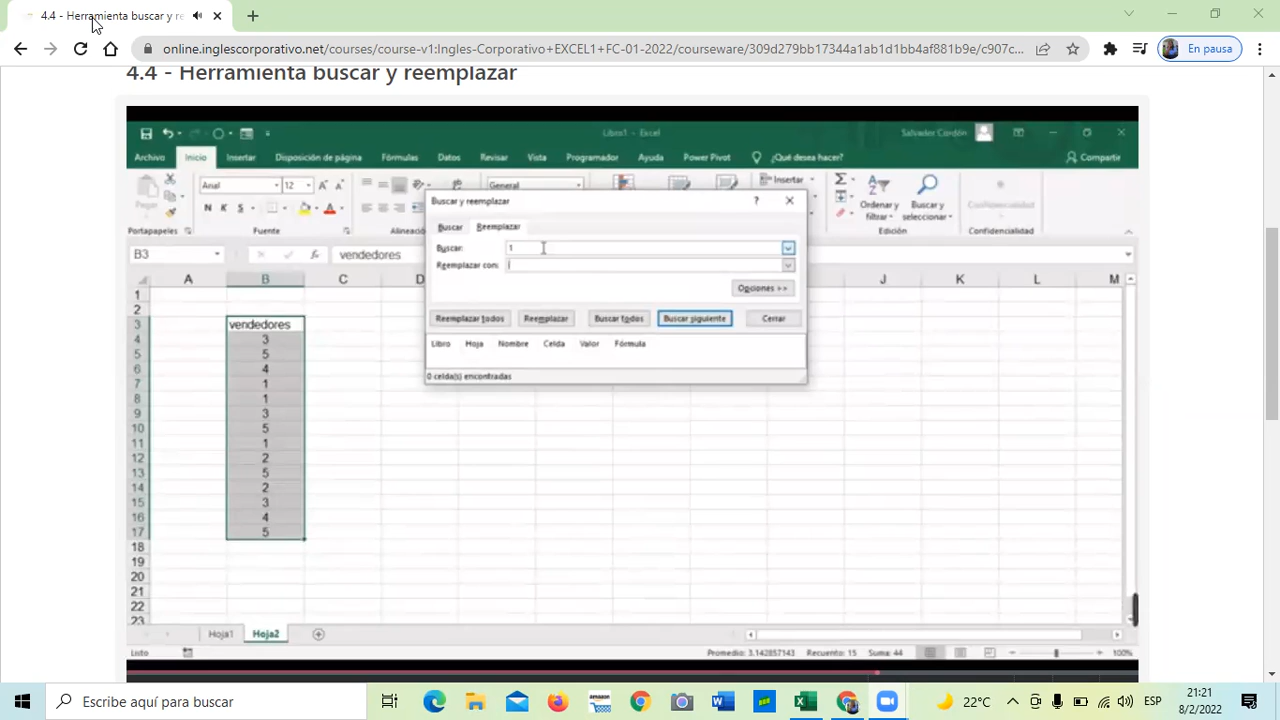 4.4 - Herramienta buscar y re
online.inglescorporativo.net/courses/course-v1:Ingles-Corporativo+EXCEL1+FC-01-2022/courseware/309d279bb17344a1ab1d1bb4af881b9e/c907c...
En pausa
4.4 - Herramienta buscar y reemplazar
Libro1 - Excel
Salvador Cordón
Archivo Inicio Insertar Disposición de página Fórmulas Datos Revisar Vista Programador Ayuda Power Pivot ¿Qué desea hacer? Compartir
Pegar
Arial 12
N K S
General
Insertar
Ordenar y filtrar
Buscar y seleccionar
Confidencialidad
Portapapeles Fuente Alineación Edición Confidencialidad
B3 fx vendedores
Buscar y reemplazar ?
Buscar Reemplazar
Buscar: 1
Reemplazar con:
Opciones >>
Reemplazar todos Reemplazar Buscar todos Buscar siguiente Cerrar
Libro Hoja Nombre Celda Valor Fórmula
0 celda(s) encontradas
A B C D J K L M
1
2
3 vendedores
4 3
5 5
6 4
7 1
8 1
9 3
10 5
11 1
12 2
13 5
14 2
15 3
16 4
17 5
18
19
20
21
22
23
Hoja1 Hoja2
Listo Promedio: 3.142857143 Recuento: 15 Suma: 44 100%
Escribe aquí para buscar
amazon
22°C
ESP
21:21
8/2/2022